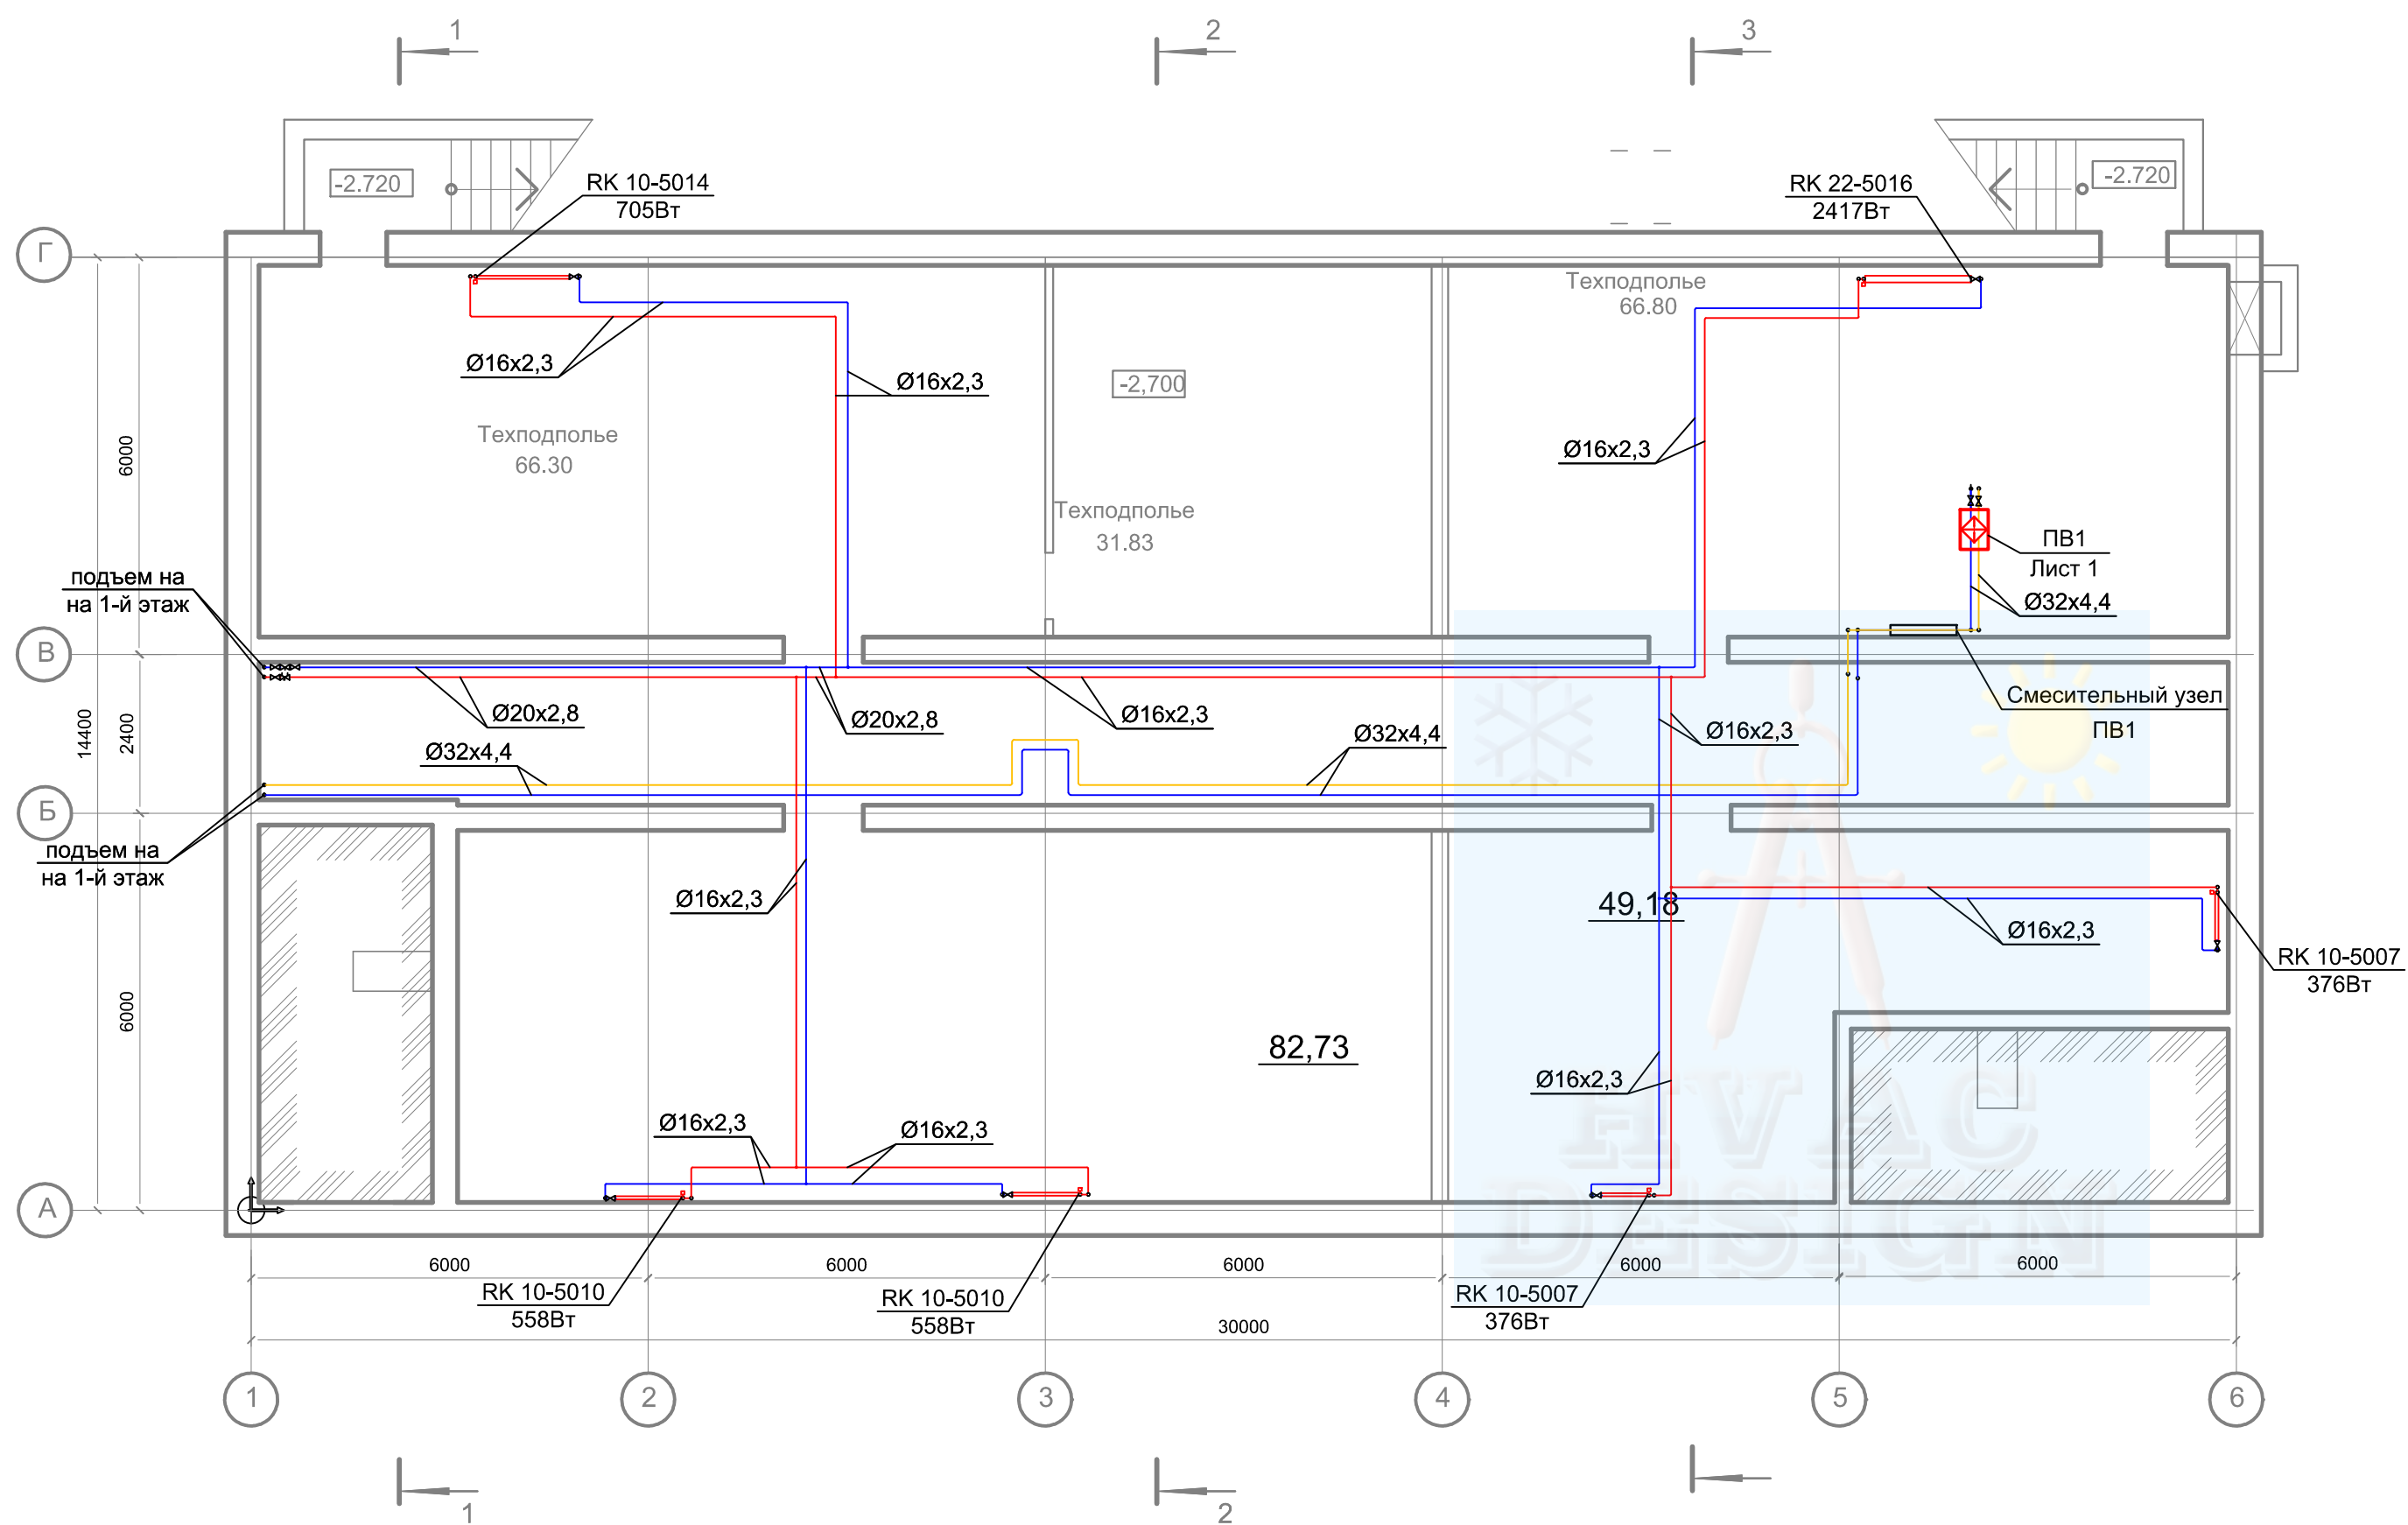 1
2
3
-2.720
RK 10-5014
705Вт
RK 22-5016
2417Вт
-2.720
Г
Техподполье
66.80
Ø16x2,3
Ø16x2,3
-2,700
Техподполье
66.30
Ø16x2,3
6000
Техподполье
31.83
ПВ1
Лист 1
Ø32x4,4
подъем на
на 1-й этаж
В
Смесительный узел
ПВ1
Ø20x2,8
Ø20x2,8
Ø16x2,3
Ø16x2,3
14400
2400
Ø32x4,4
Ø32x4,4
Б
подъем на
на 1-й этаж
Ø16x2,3
49,18
Ø16x2,3
RK 10-5007
376Вт
6000
82,73
Ø16x2,3
HVAC
DESIGN
Ø16x2,3
Ø16x2,3
А
6000
6000
6000
6000
6000
RK 10-5010
558Вт
RK 10-5010
558Вт
RK 10-5007
376Вт
30000
1
2
3
4
5
6
1
2